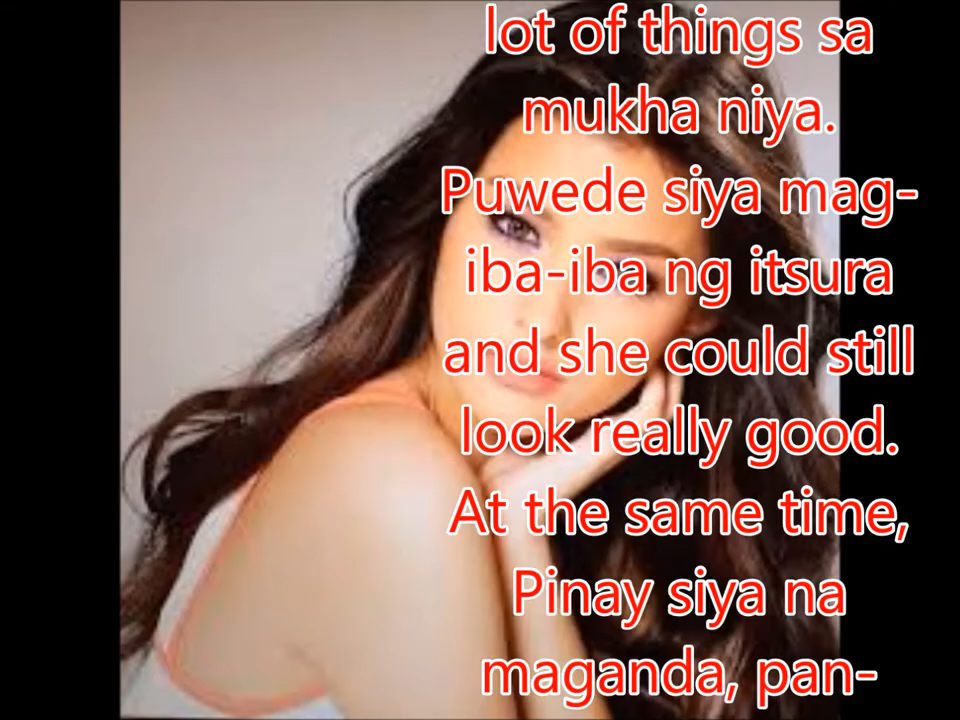 lot of things sa
mukha niya.
Puwede siya mag-
iba-iba ng itsura
and she could still
look really good.
At the same time,
Pinay siya na
maganda, pan-